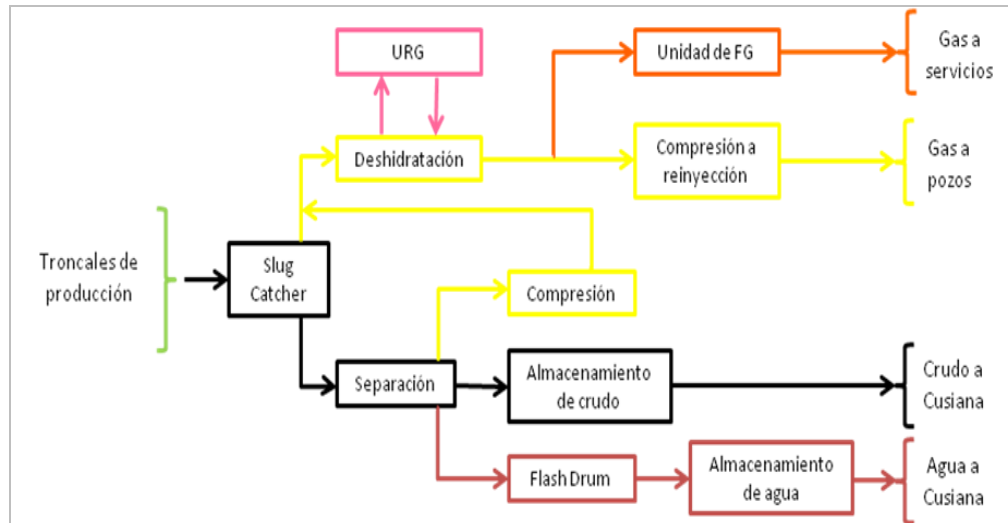 URG
Unidad de FG
Gas a
servicios
Deshidratación
Compresión a
reinyección
Gas a
pozos
Troncales de
producción
Slug
Catcher
Compresión
Separación
Almacenamiento
de crudo
Crudo a
Cusiana
Flash Drum
Almacenamiento
de agua
Agua a
Cusiana